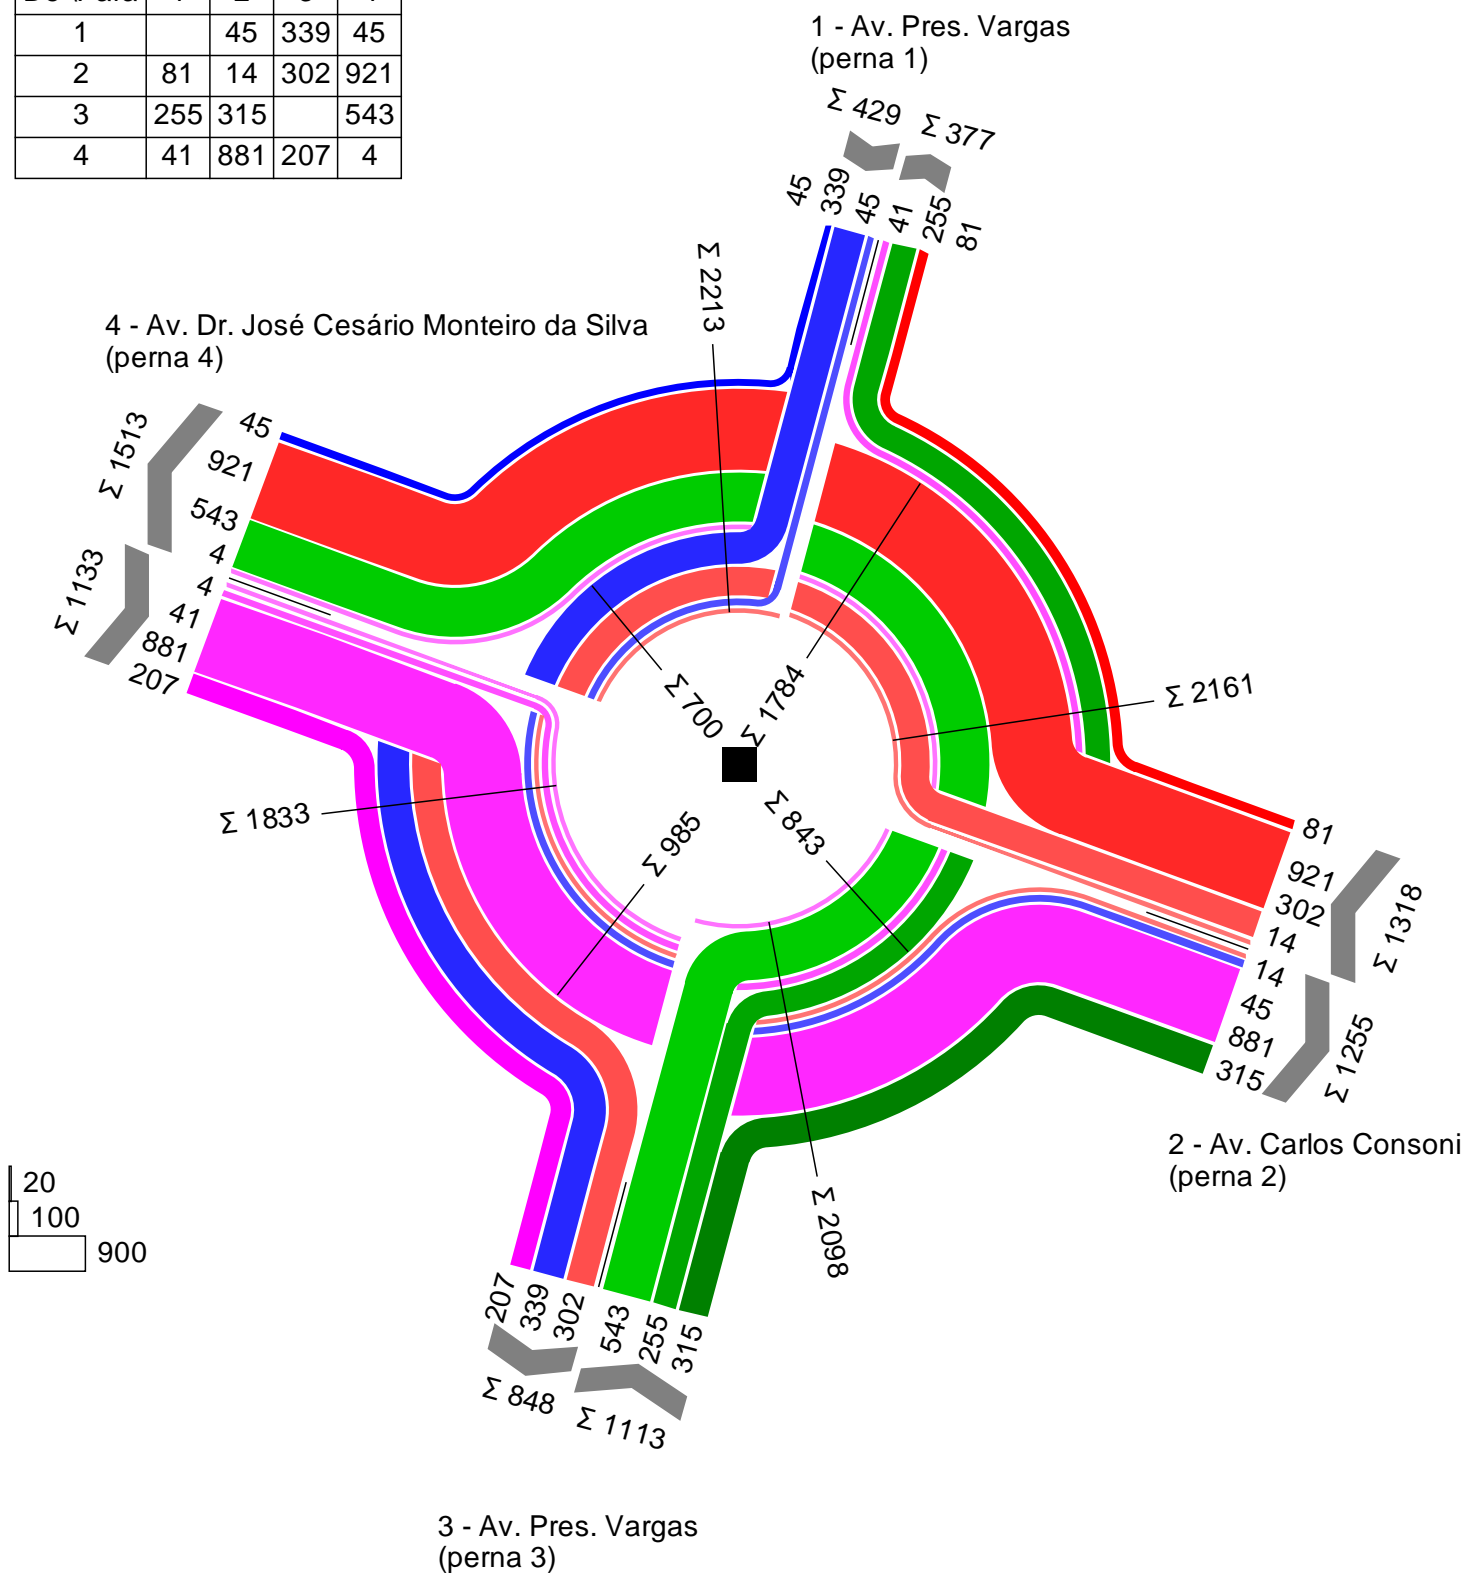 1 45 339 45
2 81 14 302 921
3 255 315 543
4 41 881 207 4
1 - Av. Pres. Vargas
(perna 1)
Σ 429
Σ 377
45
339
45
41
255
81
Σ 2213
4 - Av. Dr. José Cesário Monteiro da Silva
(perna 4)
Σ 1513
Σ 1133
45
921
543
4
4
41
881
207
Σ 700
Σ 1784
Σ 2161
Σ 1833
Σ 985
Σ 843
81
921
302
14
14
45
881
315
Σ 1318
Σ 1255
2 - Av. Carlos Consoni
(perna 2)
20
100
900
Σ 2098
207
339
302
543
255
315
Σ 848
Σ 1113
3 - Av. Pres. Vargas
(perna 3)